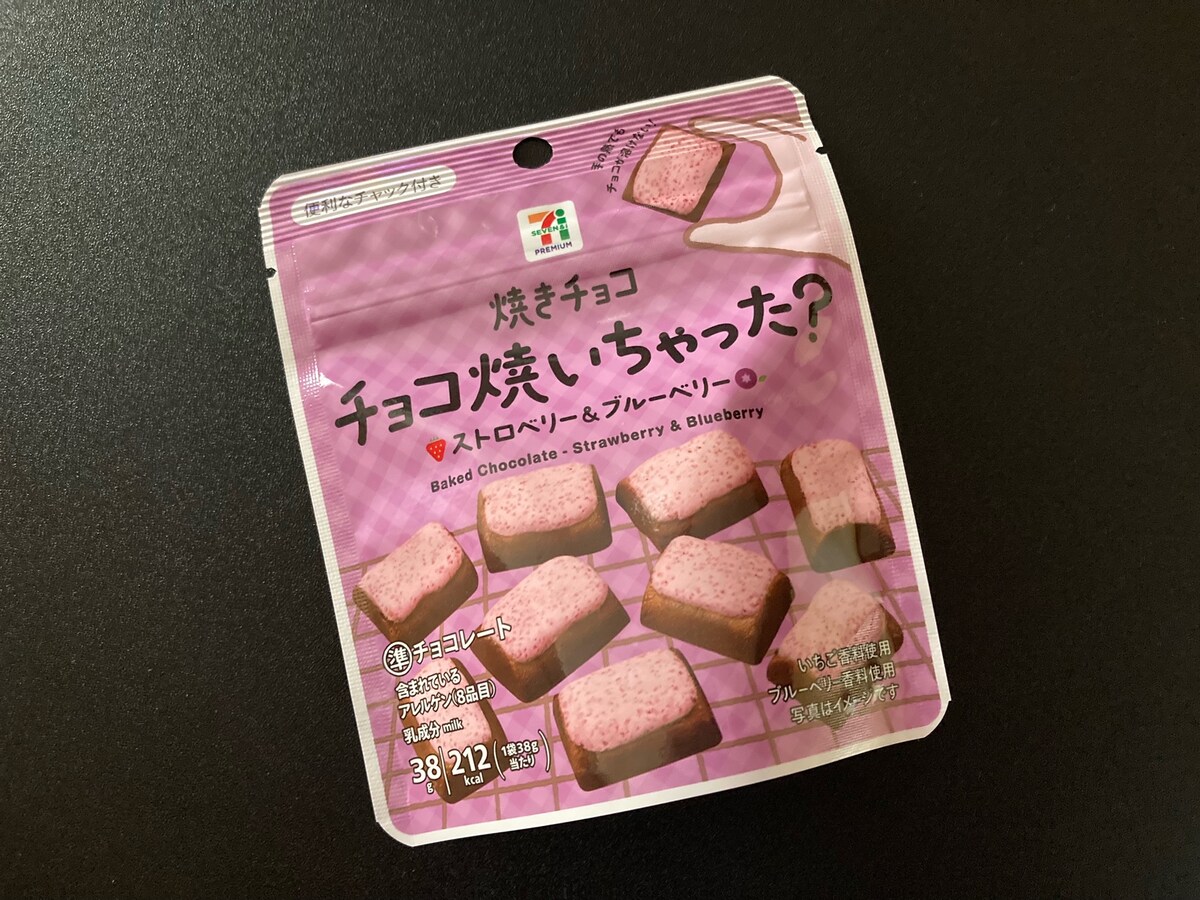 便利なチャック付き
手の熱でも
チョコが溶けない!
SEVEN&i
PREMIUM
焼きチョコ
チョコ焼いちゃった?
ストロベリー&ブルーベリー
Baked Chocolate - Strawberry & Blueberry
準チョコレート
含まれている
アレルゲン(8品目)
乳成分 milk
38g 212kcal (1袋38g当たり)
いちご香料使用
ブルーベリー香料使用
写真はイメージです